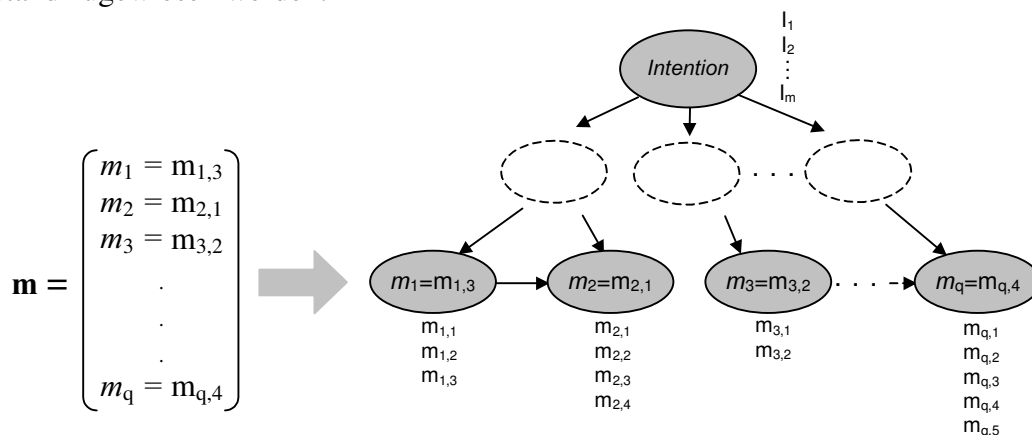 zugewiesen werden.
Intention
I1
I2
⋮
Im
m = 
m1 = m1,3
m2 = m2,1
m3 = m3,2
.
.
.
mq = mq,4
. . .
m1=m1,3
m2=m2,1
m3=m3,2
. . .
mq=mq,4
m1,1
m1,2
m1,3
m2,1
m2,2
m2,3
m2,4
m3,1
m3,2
mq,1
mq,2
mq,3
mq,4
mq,5